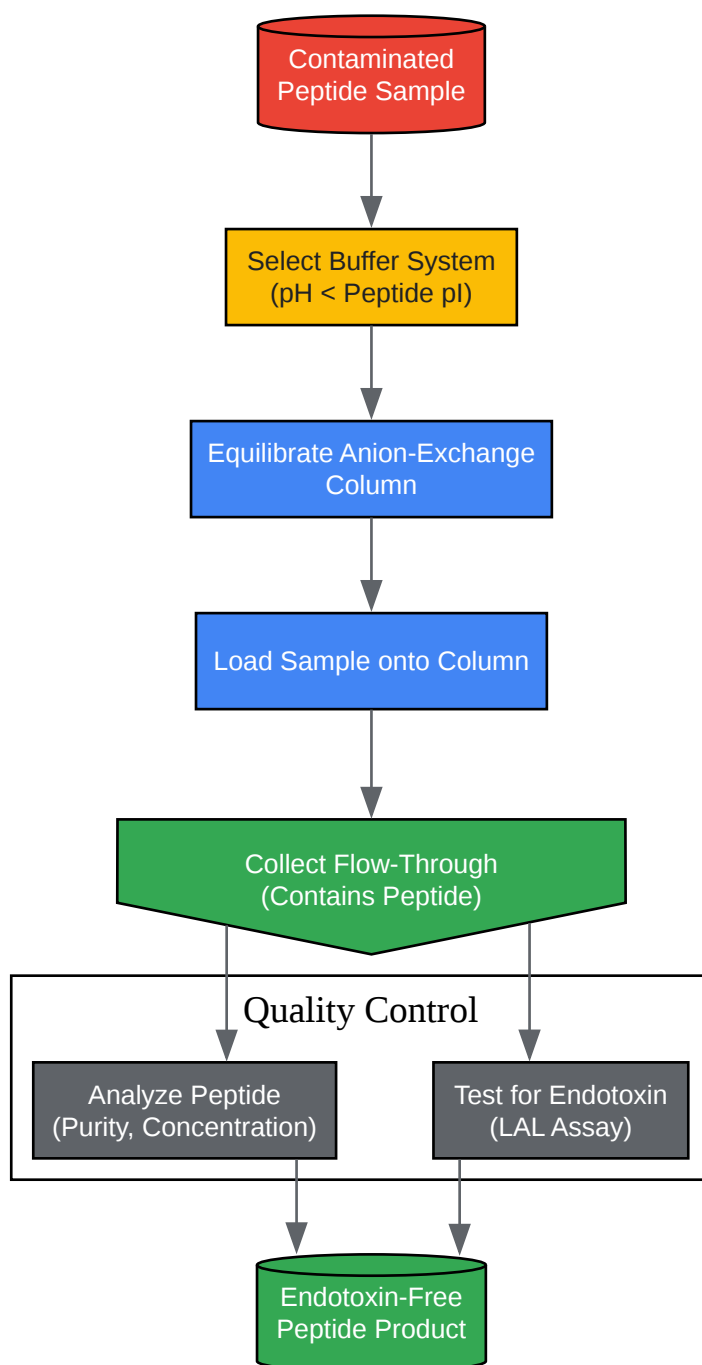 Contaminated
Peptide Sample
Select Buffer System
(pH < Peptide pI)
Equilibrate Anion-Exchange
Column
Load Sample onto Column
Collect Flow-Through
(Contains Peptide)
Quality Control
Analyze Peptide
(Purity, Concentration)
Test for Endotoxin
(LAL Assay)
Endotoxin-Free
Peptide Product